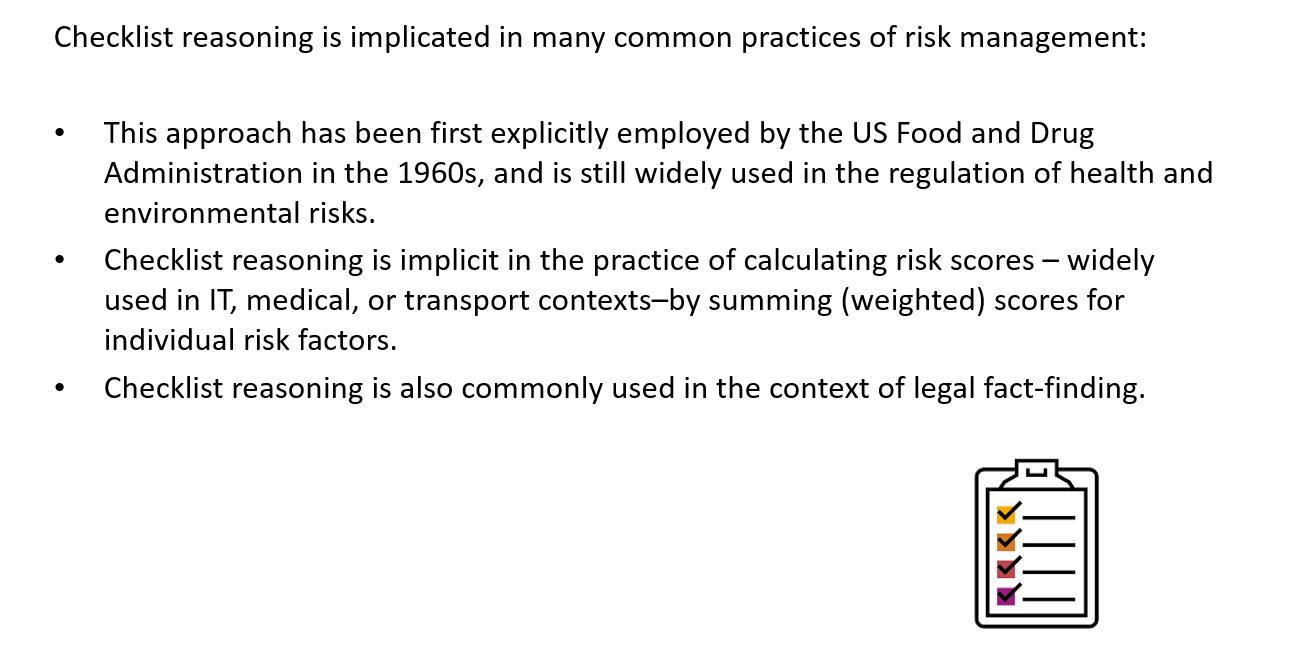 Checklist reasoning is implicated in many common practices of risk management:
• This approach has been first explicitly employed by the US Food and Drug
Administration in the 1960s, and is still widely used in the regulation of health and
environmental risks.
• Checklist reasoning is implicit in the practice of calculating risk scores – widely
used in IT, medical, or transport contexts–by summing (weighted) scores for
individual risk factors.
• Checklist reasoning is also commonly used in the context of legal fact-finding.